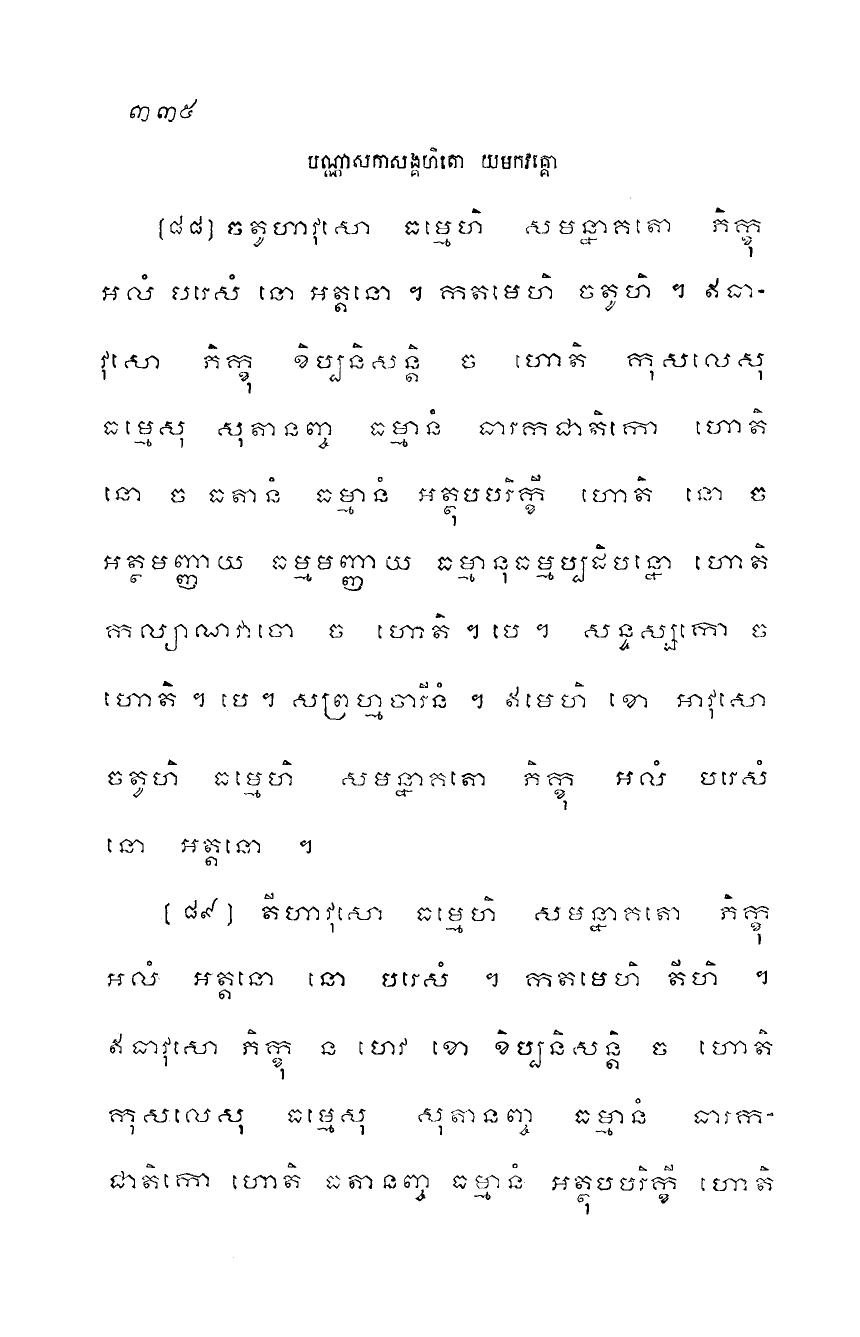 ៣៣៥
បណ្ណាសកាសង្គហិតោ យមកវគ្គោ
[៨៨] ចតូហាវុសោ ធម្មេហិ សមន្នាគតោ ភិក្ខុ
អលំ បរេសំ នោ អត្តនោ ។ កតមេហិ ចតូហិ ។ ឥធា-
វុសោ ភិក្ខុ ខិប្បនិសន្តិ ច ហោតិ កុសលេសុ
ធម្មេសុ សុតានញ្ច ធម្មានំ ធារកជាតិកោ ហោតិ
នោ ច ធតានំ ធម្មានំ អត្ថុបបរិក្ខី ហោតិ នោ ច
អត្ថមញ្ញាយ ធម្មមញ្ញាយ ធម្មានុធម្មប្បដិបន្នោ ហោតិ
កល្យាណវាចោ ច ហោតិ ។ បេ ។ សន្ទស្សកោ ច
ហោតិ ។ បេ ។ សព្រហ្មចារីនំ ។ ឥមេហិ ខោ អាវុសោ
ចតូហិ ធម្មេហិ សមន្នាគតោ ភិក្ខុ អលំ បរេសំ
នោ អត្តនោ ។
[ ៨៩ ] តីហាវុសោ ធម្មេហិ សមន្នាគតោ ភិក្ខុ
អលំ អត្តនោ នោ បរេសំ ។ កតមេហិ តីហិ ។
ឥធាវុសោ ភិក្ខុ ន ហេវ ខោ ខិប្បនិសន្តិ ច ហោតិ
កុសលេសុ ធម្មេសុ សុតានញ្ច ធម្មានំ ធារក-
ជាតិកោ ហោតិ ធតានញ្ច ធម្មានំ អត្ថុបបរិក្ខី ហោតិ